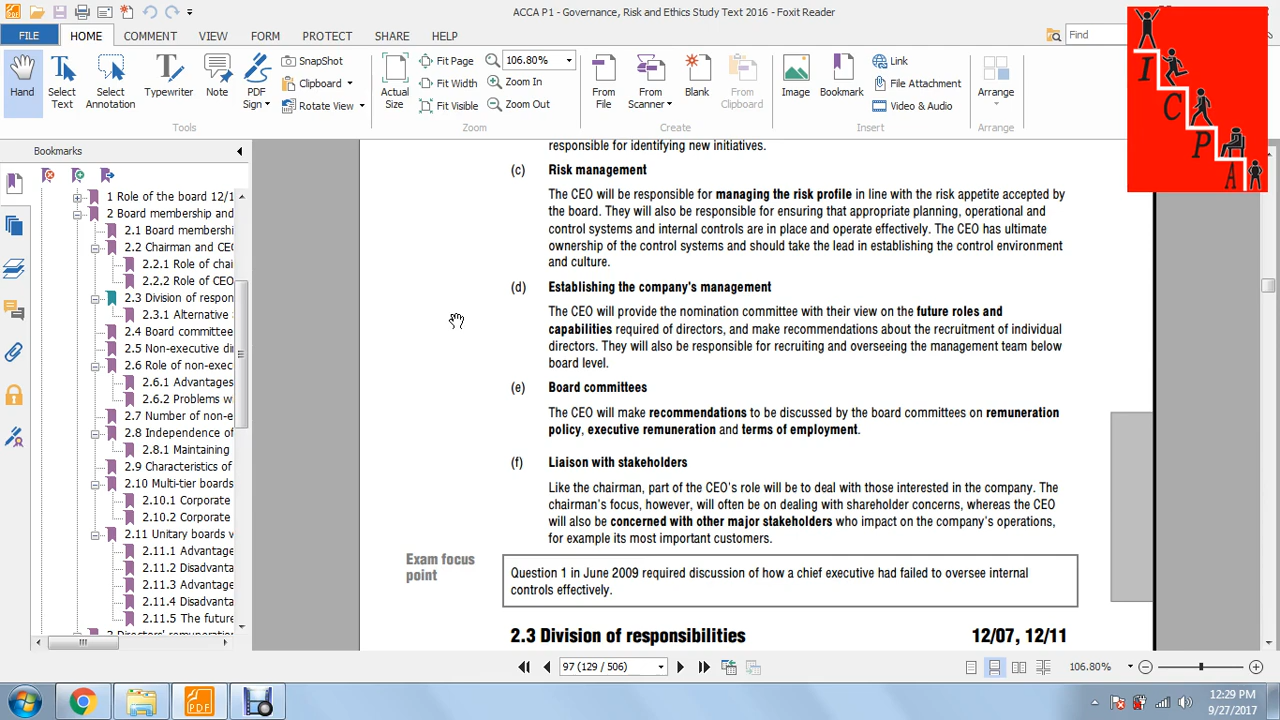 ACCA P1 - Governance, Risk and Ethics Study Text 2016 - Foxit Reader
FILE HOME COMMENT VIEW FORM PROTECT SHARE HELP Find
Hand
Select Text
Select Annotation
Typewriter
Note
PDF Sign
SnapShot
Clipboard
Rotate View
Tools
Actual Size
Fit Page
Fit Width
Fit Visible
106.80%
Zoom In
Zoom Out
Zoom
From File
From Scanner
Blank
From Clipboard
Create
Image
Bookmark
Link
File Attachment
Video & Audio
Insert
Arrange
Arrange
I
C
P
A
Bookmarks
1 Role of the board 12/1
2 Board membership and
2.1 Board membershi
2.2 Chairman and CEO
2.2.1 Role of chai
2.2.2 Role of CEO
2.3 Division of respon
2.3.1 Alternative
2.4 Board committee
2.5 Non-executive di
2.6 Role of non-exec
2.6.1 Advantages
2.6.2 Problems w
2.7 Number of non-e
2.8 Independence of
2.8.1 Maintaining
2.9 Characteristics of
2.10 Multi-tier boards
2.10.1 Corporate
2.10.2 Corporate
2.11 Unitary boards v
2.11.1 Advantage
2.11.2 Disadvanta
2.11.3 Advantage
2.11.4 Disadvanta
2.11.5 The future
responsible for identifying new initiatives.
(c) Risk management
The CEO will be responsible for managing the risk profile in line with the risk appetite accepted by
the board. They will also be responsible for ensuring that appropriate planning, operational and
control systems and internal controls are in place and operate effectively. The CEO has ultimate
ownership of the control systems and should take the lead in establishing the control environment
and culture.
(d) Establishing the company's management
The CEO will provide the nomination committee with their view on the future roles and
capabilities required of directors, and make recommendations about the recruitment of individual
directors. They will also be responsible for recruiting and overseeing the management team below
board level.
(e) Board committees
The CEO will make recommendations to be discussed by the board committees on remuneration
policy, executive remuneration and terms of employment.
(f) Liaison with stakeholders
Like the chairman, part of the CEO's role will be to deal with those interested in the company. The
chairman's focus, however, will often be on dealing with shareholder concerns, whereas the CEO
will also be concerned with other major stakeholders who impact on the company's operations,
for example its most important customers.
Exam focus
point
Question 1 in June 2009 required discussion of how a chief executive had failed to oversee internal
controls effectively.
2.3 Division of responsibilities 12/07, 12/11
97 (129 / 506)
106.80%
12:29 PM
9/27/2017